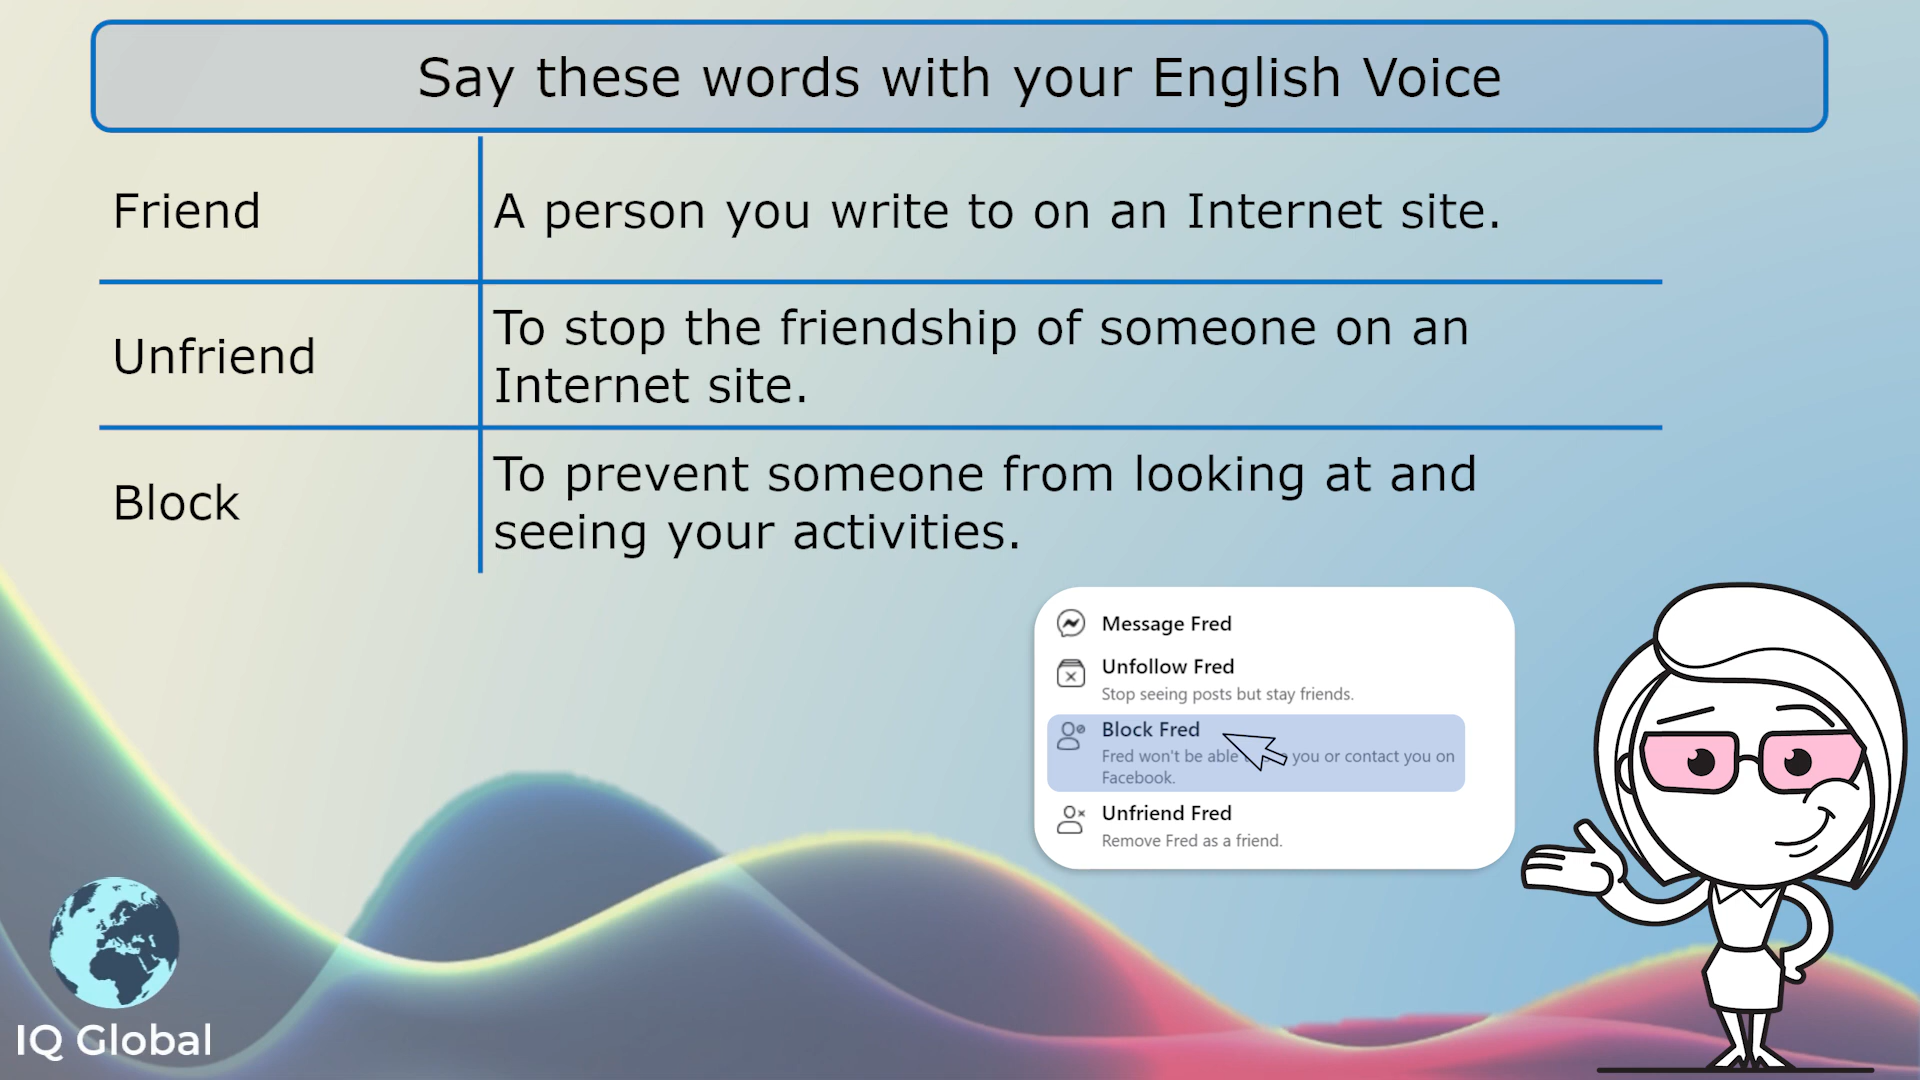 Say these words with your English Voice
Friend
A person you write to on an Internet site.
Unfriend
To stop the friendship of someone on an
Internet site.
Block
To prevent someone from looking at and
seeing your activities.
Message Fred
Unfollow Fred
Stop seeing posts but stay friends.
Block Fred
Fred won't be able you or contact you on
Facebook.
Unfriend Fred
Remove Fred as a friend.
IQ Global